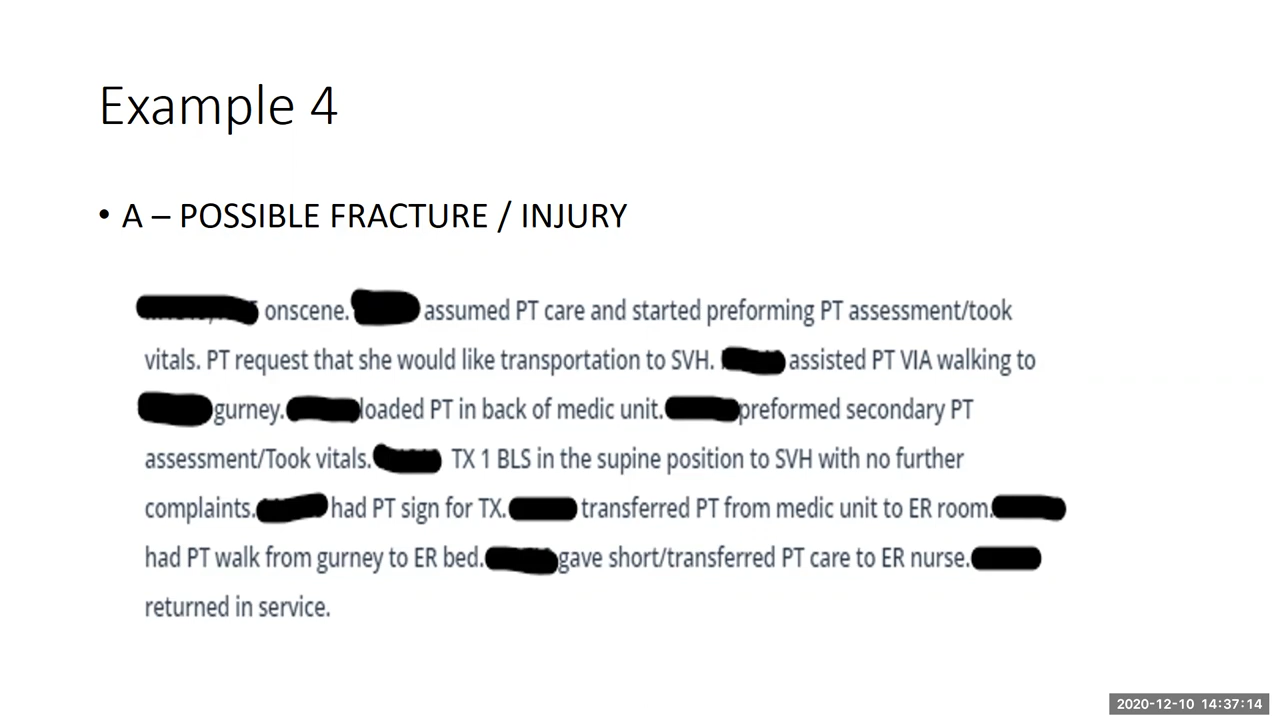 Example 4
• A – POSSIBLE FRACTURE / INJURY
onscene. assumed PT care and started preforming PT assessment/took
vitals. PT request that she would like transportation to SVH. assisted PT VIA walking to
gurney. loaded PT in back of medic unit. preformed secondary PT
assessment/Took vitals. TX 1 BLS in the supine position to SVH with no further
complaints. had PT sign for TX. transferred PT from medic unit to ER room.
had PT walk from gurney to ER bed. gave short/transferred PT care to ER nurse.
returned in service.
2020-12-10 14:37:14